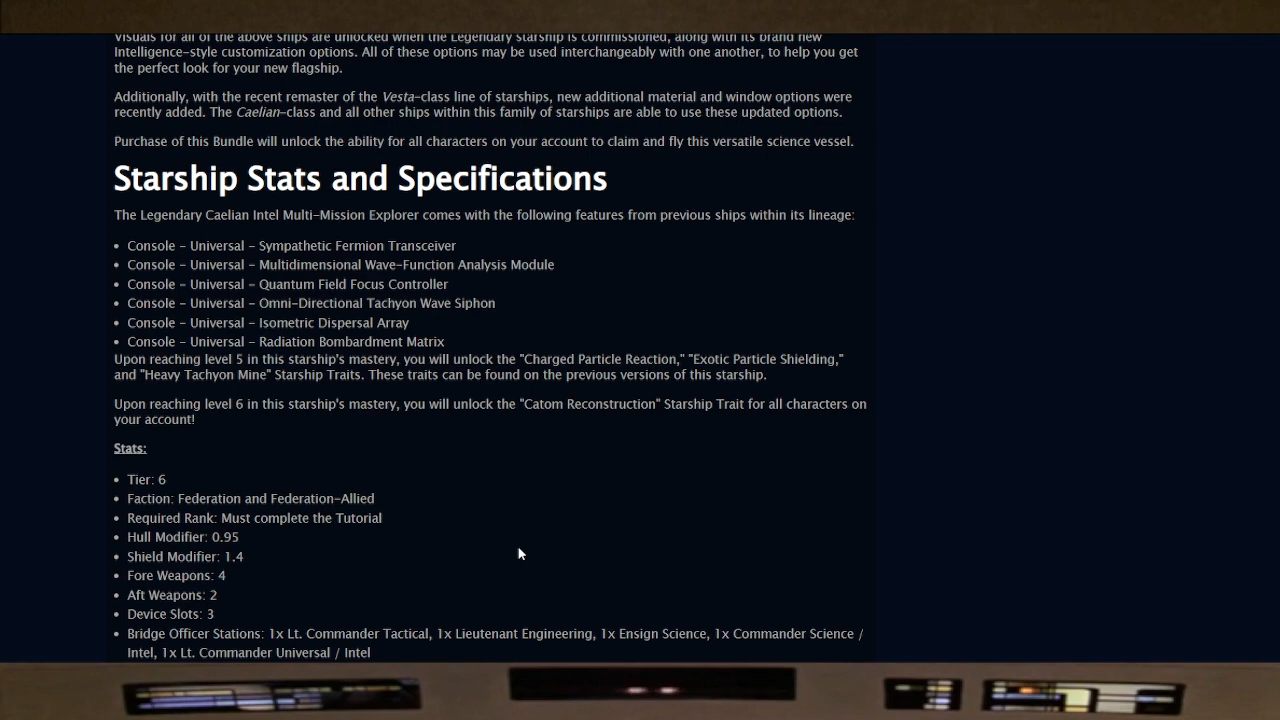 Visuals for all of the above ships are unlocked when the Legendary starship is commissioned, along with its brand new
Intelligence-style customization options. All of these options may be used interchangeably with one another, to help you get
the perfect look for your new flagship.
Additionally, with the recent remaster of the Vesta-class line of starships, new additional material and window options were
recently added. The Caelian-class and all other ships within this family of starships are able to use these updated options.
Purchase of this Bundle will unlock the ability for all characters on your account to claim and fly this versatile science vessel.
Starship Stats and Specifications
The Legendary Caelian Intel Multi-Mission Explorer comes with the following features from previous ships within its lineage:
• Console - Universal - Sympathetic Fermion Transceiver
• Console - Universal - Multidimensional Wave-Function Analysis Module
• Console - Universal - Quantum Field Focus Controller
• Console - Universal - Omni-Directional Tachyon Wave Siphon
• Console - Universal - Isometric Dispersal Array
• Console - Universal - Radiation Bombardment Matrix
Upon reaching level 5 in this starship's mastery, you will unlock the "Charged Particle Reaction," "Exotic Particle Shielding,"
and "Heavy Tachyon Mine" Starship Traits. These traits can be found on the previous versions of this starship.
Upon reaching level 6 in this starship's mastery, you will unlock the "Catom Reconstruction" Starship Trait for all characters on
your account!
Stats:
• Tier: 6
• Faction: Federation and Federation-Allied
• Required Rank: Must complete the Tutorial
• Hull Modifier: 0.95
• Shield Modifier: 1.4
• Fore Weapons: 4
• Aft Weapons: 2
• Device Slots: 3
• Bridge Officer Stations: 1x Lt. Commander Tactical, 1x Lieutenant Engineering, 1x Ensign Science, 1x Commander Science /
Intel, 1x Lt. Commander Universal / Intel